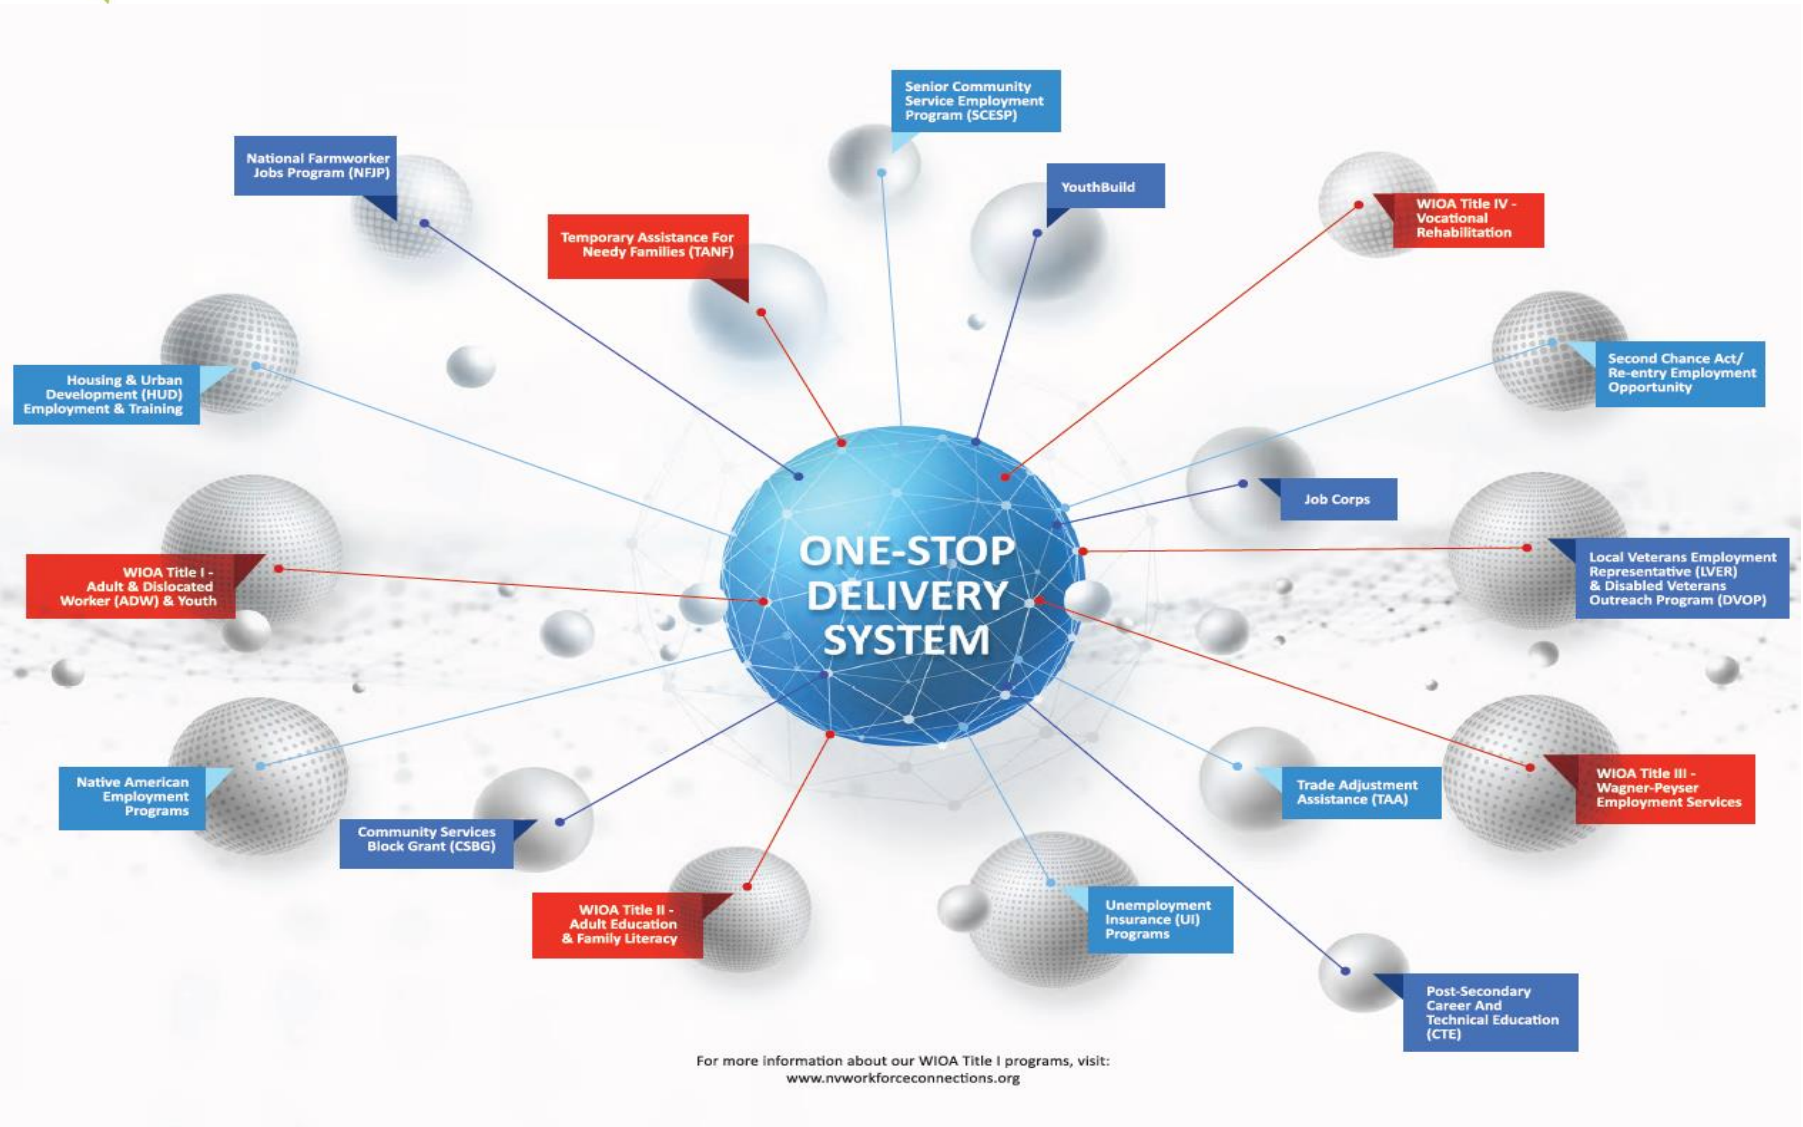 Senior Community
Service Employment
Program (SCESP)
National Farmworker
Jobs Program (NFJP)
YouthBuild
WIOA Title IV -
Vocational
Rehabilitation
Temporary Assistance For
Needy Families (TANF)
Second Chance Act/
Re-entry Employment
Opportunity
Housing & Urban
Development (HUD)
Employment & Training
Job Corps
ONE-STOP
DELIVERY
SYSTEM
Local Veterans Employment
Representative (LVER)
& Disabled Veterans
Outreach Program (DVOP)
WIOA Title I -
Adult & Dislocated
Worker (ADW) & Youth
Native American
Employment
Programs
Trade Adjustment
Assistance (TAA)
WIOA Title III -
Wagner-Peyser
Employment Services
Community Services
Block Grant (CSBG)
WIOA Title II -
Adult Education
& Family Literacy
Unemployment
Insurance (UI)
Programs
Post-Secondary
Career And
Technical Education
(CTE)
For more information about our WIOA Title I programs, visit:
www.nvworkforceconnections.org